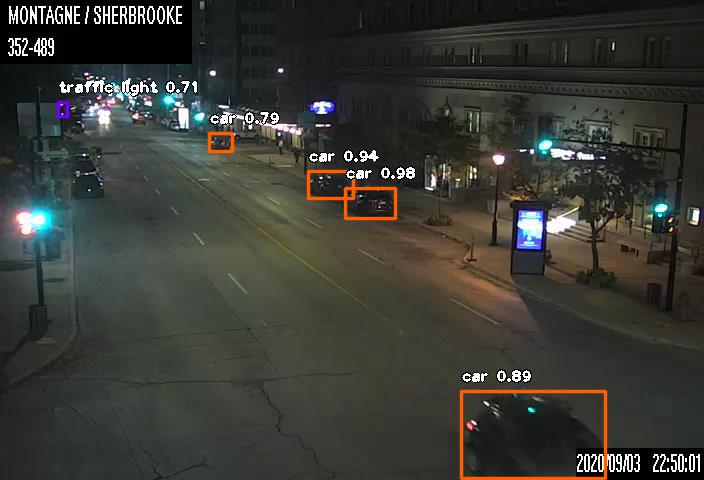 MONTAGNE / SHERBROOKE
352-489
traffic light 0.71
car 0.79
car 0.94
car 0.98
car 0.89
2020/09/03 22:50:01